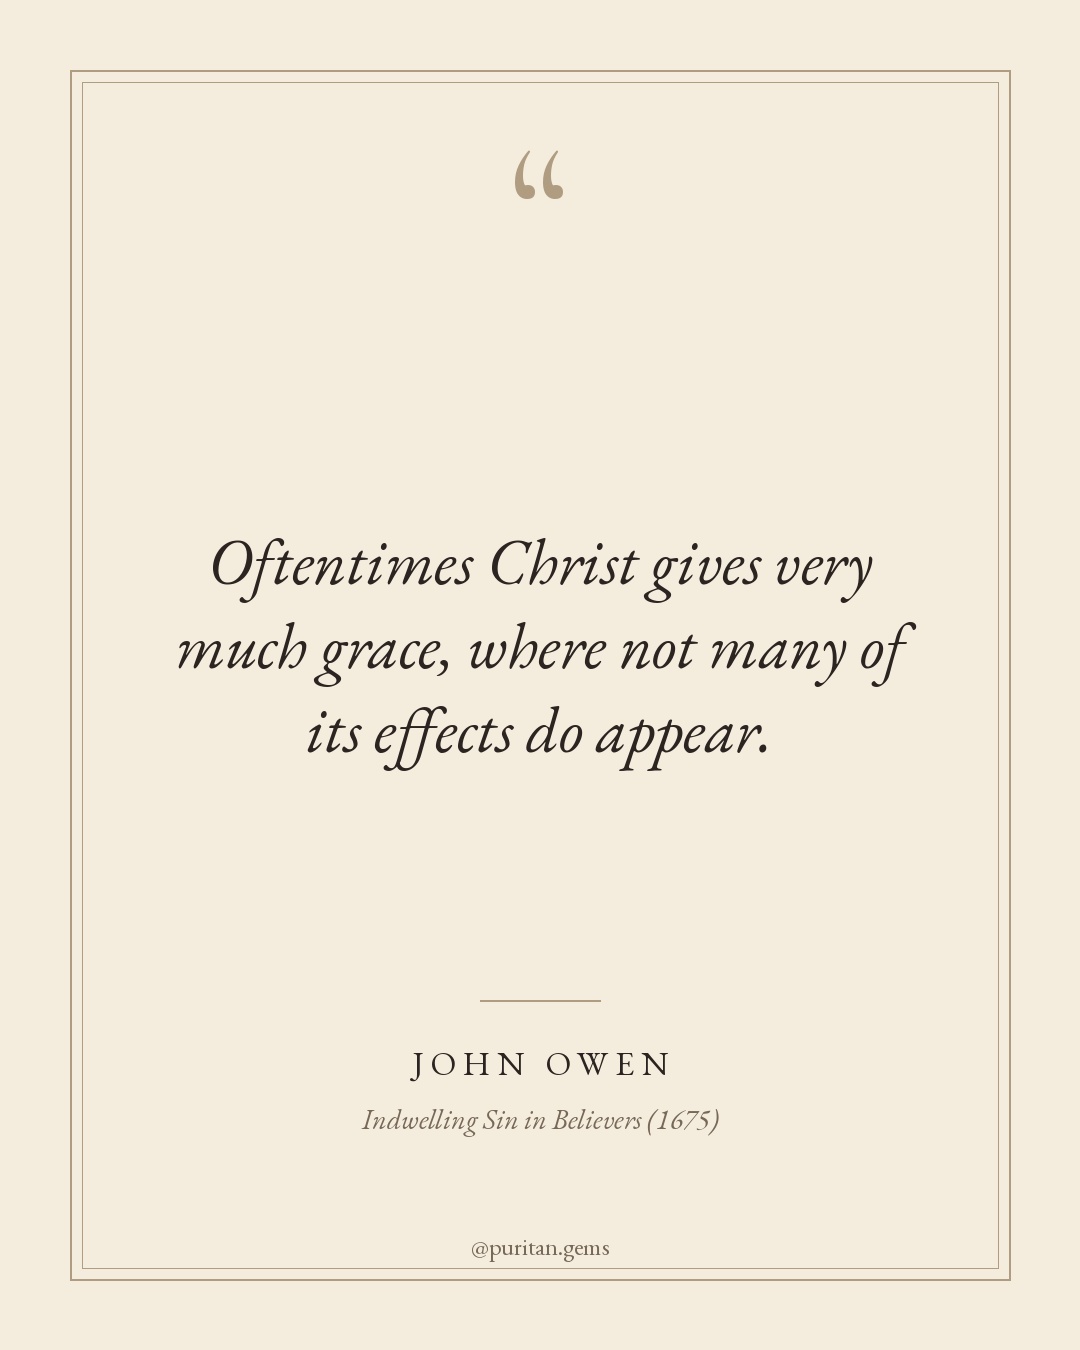 “
Oftentimes Christ gives very
much grace, where not many of
its effects do appear.
JOHN OWEN
Indwelling Sin in Believers (1675)
@puritan.gems